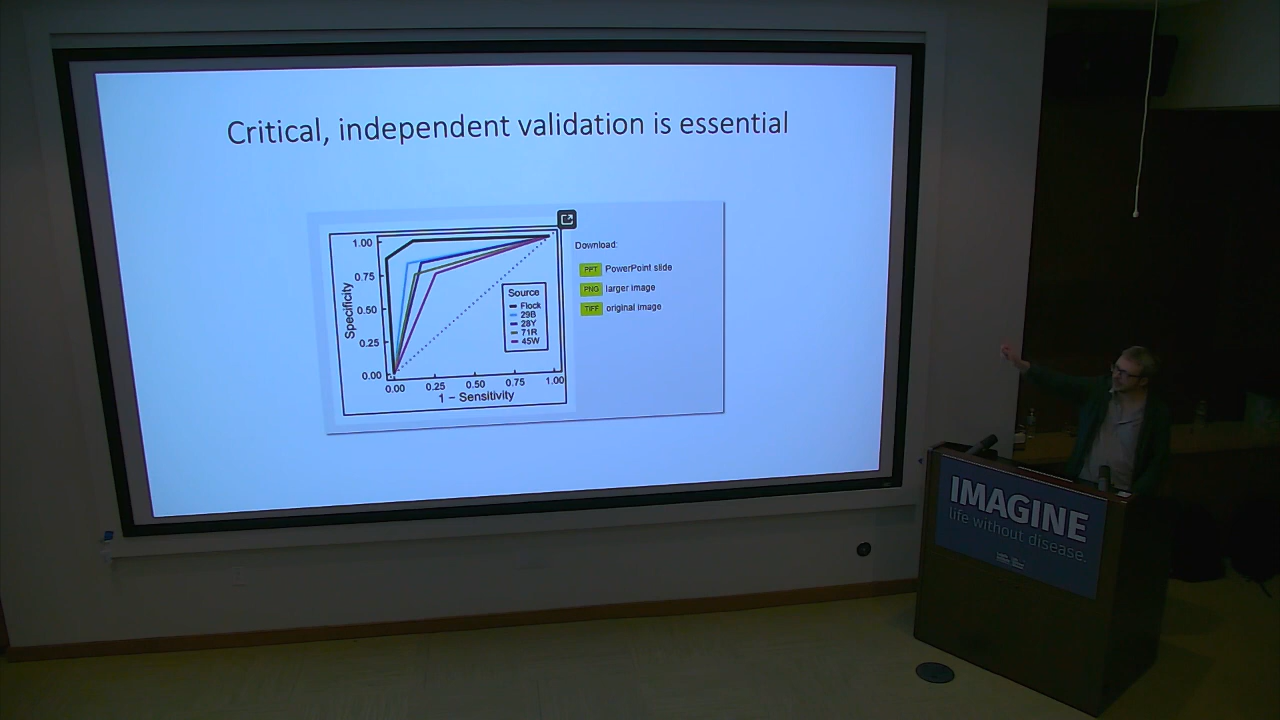 Critical, independent validation is essential
Specificity
1.00
0.75
0.50
0.25
0.00
0.00 0.25 0.50 0.75 1.00
1 – Sensitivity
Source
Flock
29B
28Y
71R
45W
Download:
PPT PowerPoint slide
PNG larger image
TIFF original image
IMAGINE
life without disease.